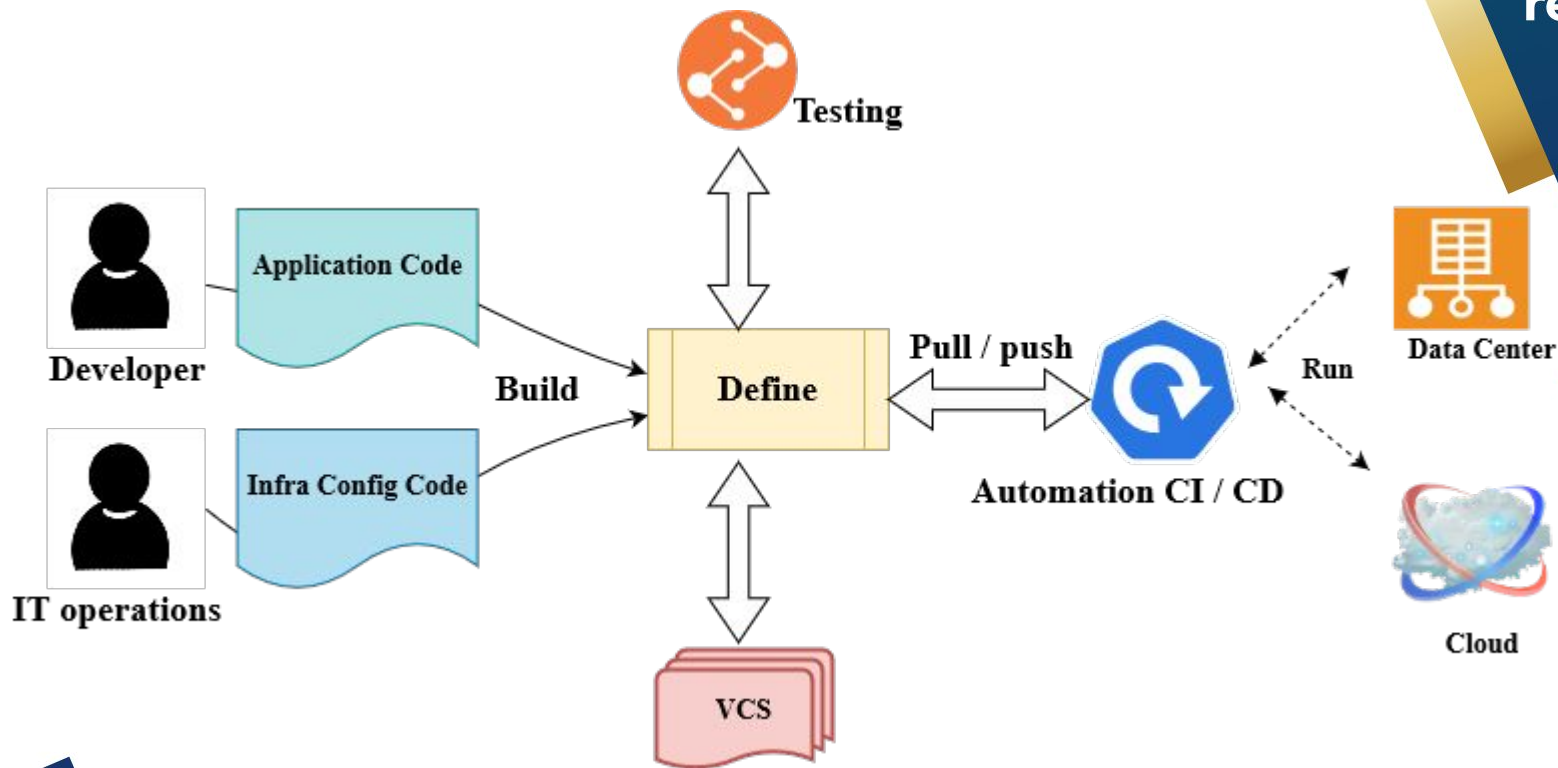 re
Testing
Application Code
Developer
Build
Define
Pull / push
Run
Data Center
Infra Config Code
IT operations
Automation CI / CD
Cloud
VCS